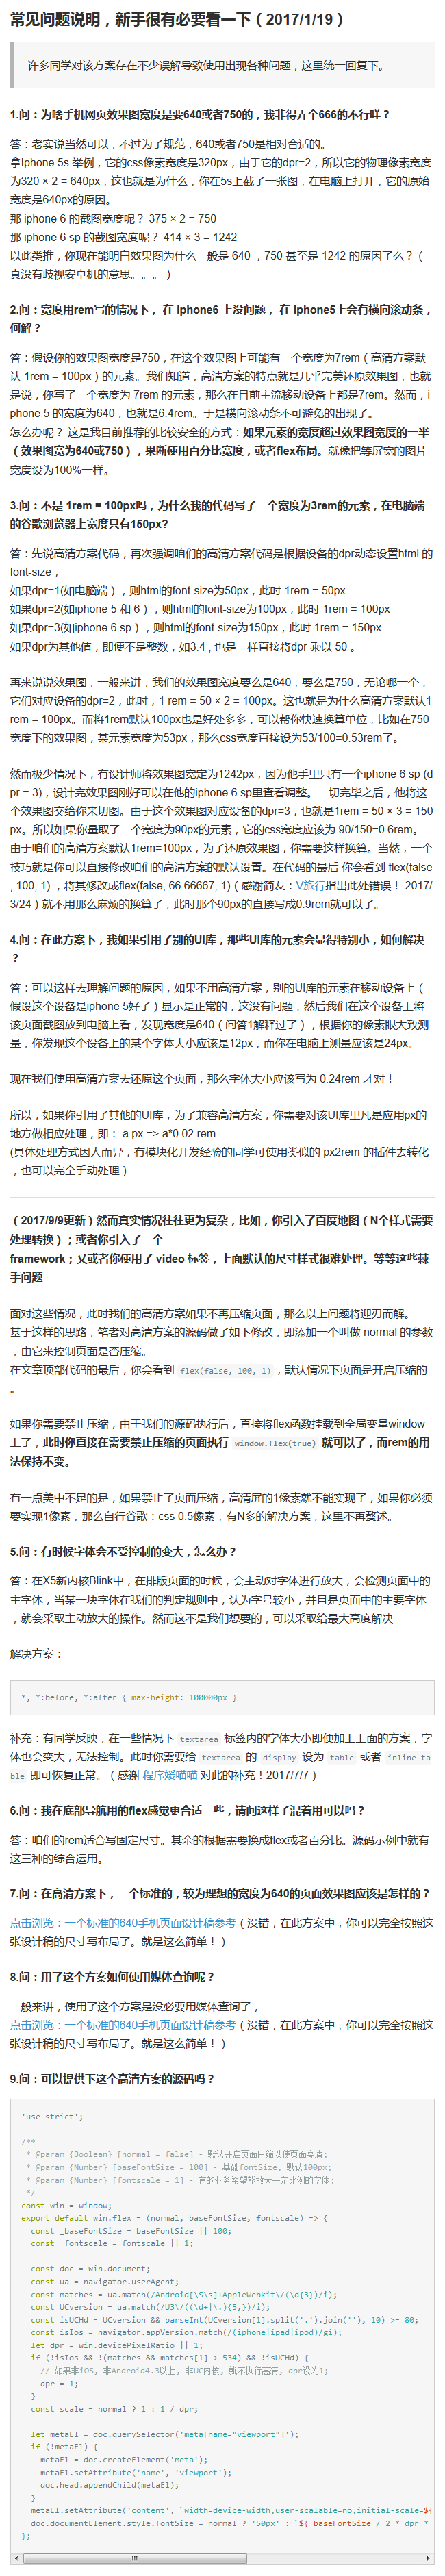 常见问题说明，新手很有必要看一下（2017/1/19）
许多同学对该方案存在不少误解导致使用出现各种问题，这里统一回复下。
1.问：为啥手机网页效果图宽度是要640或者750的，我非得弄个666的不行咩？
答：老实说当然可以，不过为了规范，640或者750是相对合适的。
拿Iphone 5s 举例，它的css像素宽度是320px，由于它的dpr=2，所以它的物理像素宽度
为320 × 2 = 640px，这也就是为什么，你在5s上截了一张图，在电脑上打开，它的原始
宽度是640px的原因。
那 iphone 6 的截图宽度呢？ 375 × 2 = 750
那 iphone 6 sp 的截图宽度呢？ 414 × 3 = 1242
以此类推，你现在能明白效果图为什么一般是 640 ，750 甚至是 1242 的原因了么？（
真没有歧视安卓机的意思。。。）
2.问：宽度用rem写的情况下， 在 iphone6 上没问题， 在 iphone5上会有横向滚动条，
何解？
答：假设你的效果图宽度是750，在这个效果图上可能有一个宽度为7rem（高清方案默
认 1rem = 100px）的元素。我们知道，高清方案的特点就是几乎完美还原效果图，也就
是说，你写了一个宽度为 7rem 的元素，那么在目前主流移动设备上都是7rem。然而，i
phone 5 的宽度为640，也就是6.4rem。于是横向滚动条不可避免的出现了。
怎么办呢？ 这是我目前推荐的比较安全的方式：如果元素的宽度超过效果图宽度的一半
（效果图宽为640或750），果断使用百分比宽度，或者flex布局。就像把等屏宽的图片
宽度设为100%一样。
3.问：不是 1rem = 100px吗，为什么我的代码写了一个宽度为3rem的元素，在电脑端
的谷歌浏览器上宽度只有150px?
答：先说高清方案代码，再次强调咱们的高清方案代码是根据设备的dpr动态设置html 的
font-size，
如果dpr=1(如电脑端），则html的font-size为50px，此时 1rem = 50px
如果dpr=2(如iphone 5 和 6），则html的font-size为100px，此时 1rem = 100px
如果dpr=3(如iphone 6 sp），则html的font-size为150px，此时 1rem = 150px
如果dpr为其他值，即便不是整数，如3.4 , 也是一样直接将dpr 乘以 50 。
再来说说效果图，一般来讲，我们的效果图宽度要么是640，要么是750，无论哪一个，
它们对应设备的dpr=2，此时，1 rem = 50 × 2 = 100px。这也就是为什么高清方案默认1
rem = 100px。而将1rem默认100px也是好处多多，可以帮你快速换算单位，比如在750
宽度下的效果图，某元素宽度为53px，那么css宽度直接设为53/100=0.53rem了。
然而极少情况下，有设计师将效果图宽定为1242px，因为他手里只有一个iphone 6 sp (d
pr = 3)，设计完效果图刚好可以在他的iphone 6 sp里查看调整。一切完毕之后，他将这
个效果图交给你来切图。由于这个效果图对应设备的dpr=3，也就是1rem = 50 × 3 = 150
px。所以如果你量取了一个宽度为90px的元素，它的css宽度应该为 90/150=0.6rem。
由于咱们的高清方案默认1rem=100px，为了还原效果图，你需要这样换算。当然，一个
技巧就是你可以直接修改咱们的高清方案的默认设置。在代码的最后 你会看到 flex(false
, 100, 1) ，将其修改成flex(false, 66.66667, 1)（感谢简友：V旅行指出此处错误！ 2017/
3/24）就不用那么麻烦的换算了，此时那个90px的直接写成0.9rem就可以了。
4.问：在此方案下，我如果引用了别的UI库，那些UI库的元素会显得特别小，如何解决
？
答：可以这样去理解问题的原因，如果不用高清方案，别的UI库的元素在移动设备上（
假设这个设备是iphone 5好了）显示是正常的，这没有问题，然后我们在这个设备上将
该页面截图放到电脑上看，发现宽度是640（问答1解释过了），根据你的像素眼大致测
量，你发现这个设备上的某个字体大小应该是12px，而你在电脑上测量应该是24px。
现在我们使用高清方案去还原这个页面，那么字体大小应该写为 0.24rem 才对！
所以，如果你引用了其他的UI库，为了兼容高清方案，你需要对该UI库里凡是应用px的
地方做相应处理，即： a px => a*0.02 rem
(具体处理方式因人而异，有模块化开发经验的同学可使用类似的 px2rem 的插件去转化
，也可以完全手动处理）
（2017/9/9更新）然而真实情况往往更为复杂，比如，你引入了百度地图（N个样式需要
处理转换）；或者你引入了一个
framework；又或者你使用了 video 标签，上面默认的尺寸样式很难处理。等等这些棘
手问题
面对这些情况，此时我们的高清方案如果不再压缩页面，那么以上问题将迎刃而解。
基于这样的思路，笔者对高清方案的源码做了如下修改，即添加一个叫做 normal 的参数
，由它来控制页面是否压缩。
在文章顶部代码的最后，你会看到 flex(false, 100, 1) ，默认情况下页面是开启压缩的
。
如果你需要禁止压缩，由于我们的源码执行后，直接将flex函数挂载到全局变量window
上了，此时你直接在需要禁止压缩的页面执行 window.flex(true) 就可以了，而rem的用
法保持不变。
有一点美中不足的是，如果禁止了页面压缩，高清屏的1像素就不能实现了，如果你必须
要实现1像素，那么自行谷歌：css 0.5像素，有N多的解决方案，这里不再赘述。
5.问：有时候字体会不受控制的变大，怎么办？
答：在X5新内核Blink中，在排版页面的时候，会主动对字体进行放大，会检测页面中的
主字体，当某一块字体在我们的判定规则中，认为字号较小，并且是页面中的主要字体
，就会采取主动放大的操作。然而这不是我们想要的，可以采取给最大高度解决
解决方案：
*, *:before, *:after { max-height: 100000px }
补充：有同学反映，在一些情况下 textarea 标签内的字体大小即便加上上面的方案，字
体也会变大，无法控制。此时你需要给 textarea 的 display 设为 table 或者 inline-ta
ble 即可恢复正常。（感谢 程序媛喵喵 对此的补充！2017/7/7）
6.问：我在底部导航用的flex感觉更合适一些，请问这样子混着用可以吗？
答：咱们的rem适合写固定尺寸。其余的根据需要换成flex或者百分比。源码示例中就有
这三种的综合运用。
7.问：在高清方案下，一个标准的，较为理想的宽度为640的页面效果图应该是怎样的？
点击浏览：一个标准的640手机页面设计稿参考（没错，在此方案中，你可以完全按照这
张设计稿的尺寸写布局了。就是这么简单！）
8.问：用了这个方案如何使用媒体查询呢？
一般来讲，使用了这个方案是没必要用媒体查询了，
点击浏览：一个标准的640手机页面设计稿参考（没错，在此方案中，你可以完全按照这
张设计稿的尺寸写布局了。就是这么简单！）
9.问：可以提供下这个高清方案的源码吗？
'use strict';
/**
 * @param {Boolean} [normal = false] - 默认开启页面压缩以使页面高清;
 * @param {Number} [baseFontSize = 100] - 基础fontSize, 默认100px;
 * @param {Number} [fontscale = 1] - 有的业务希望能放大一定比例的字体;
 */
const win = window;
export default win.flex = (normal, baseFontSize, fontscale) => {
  const _baseFontSize = baseFontSize || 100;
  const _fontscale = fontscale || 1;
  const doc = win.document;
  const ua = navigator.userAgent;
  const matches = ua.match(/Android[\S\s]+AppleWebkit\/(\d{3})/i);
  const UCversion = ua.match(/U3\/((\d+|\.){5,})/i);
  const isUCHd = UCversion && parseInt(UCversion[1].split('.').join(''), 10) >= 80;
  const isIos = navigator.appVersion.match(/(iphone|ipad|ipod)/gi);
  let dpr = win.devicePixelRatio || 1;
  if (!isIos && !(matches && matches[1] > 534) && !isUCHd) {
    // 如果非iOS, 非Android4.3以上, 非UC内核, 就不执行高清, dpr设为1;
    dpr = 1;
  }
  const scale = normal ? 1 : 1 / dpr;
  let metaEl = doc.querySelector('meta[name="viewport"]');
  if (!metaEl) {
    metaEl = doc.createElement('meta');
    metaEl.setAttribute('name', 'viewport');
    doc.head.appendChild(metaEl);
  }
  metaEl.setAttribute('content', `width=device-width,user-scalable=no,initial-scale=${
  doc.documentElement.style.fontSize = normal ? '50px' : `${_baseFontSize / 2 * dpr *
};